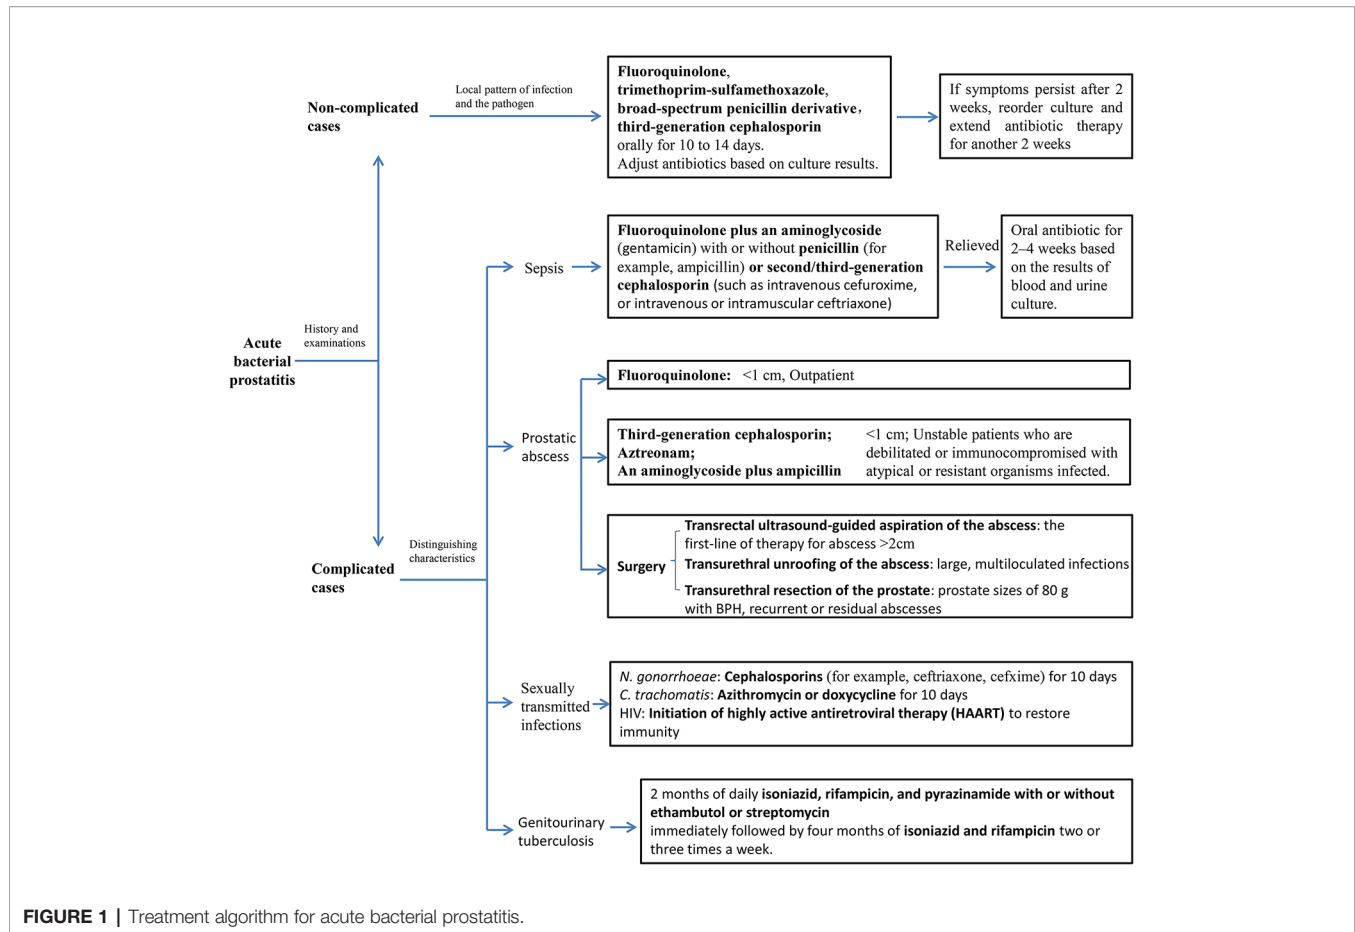 Non-complicated
cases
Local pattern of infection
and the pathogen
Fluoroquinolone,
trimethoprim-sulfamethoxazole,
broad-spectrum penicillin derivative,
third-generation cephalosporin
orally for 10 to 14 days.
Adjust antibiotics based on culture results.
If symptoms persist after 2
weeks, reorder culture and
extend antibiotic therapy
for another 2 weeks
Acute
bacterial
prostatitis
History and
examinations
Complicated
cases
Distinguishing
characteristics
Sepsis
Fluoroquinolone plus an aminoglycoside
(gentamicin) with or without penicillin (for
example, ampicillin) or second/third-generation
cephalosporin (such as intravenous cefuroxime,
or intravenous or intramuscular ceftriaxone)
Relieved
Oral antibiotic for
2–4 weeks based
on the results of
blood and urine
culture.
Prostatic
abscess
Fluoroquinolone: <1 cm, Outpatient
Third-generation cephalosporin;
Aztreonam;
An aminoglycoside plus ampicillin
<1 cm; Unstable patients who are
debilitated or immunocompromised with
atypical or resistant organisms infected.
Surgery
Transrectal ultrasound-guided aspiration of the abscess: the
first-line of therapy for abscess >2cm
Transurethral unroofing of the abscess: large, multiloculated infections
Transurethral resection of the prostate: prostate sizes of 80 g
with BPH, recurrent or residual abscesses
Sexually
transmitted
infections
N. gonorrhoeae: Cephalosporins (for example, ceftriaxone, cefxime) for 10 days
C. trachomatis: Azithromycin or doxycycline for 10 days
HIV: Initiation of highly active antiretroviral therapy (HAART) to restore
immunity
Genitourinary
tuberculosis
2 months of daily isoniazid, rifampicin, and pyrazinamide with or without
ethambutol or streptomycin
immediately followed by four months of isoniazid and rifampicin two or
three times a week.
FIGURE 1 | Treatment algorithm for acute bacterial prostatitis.